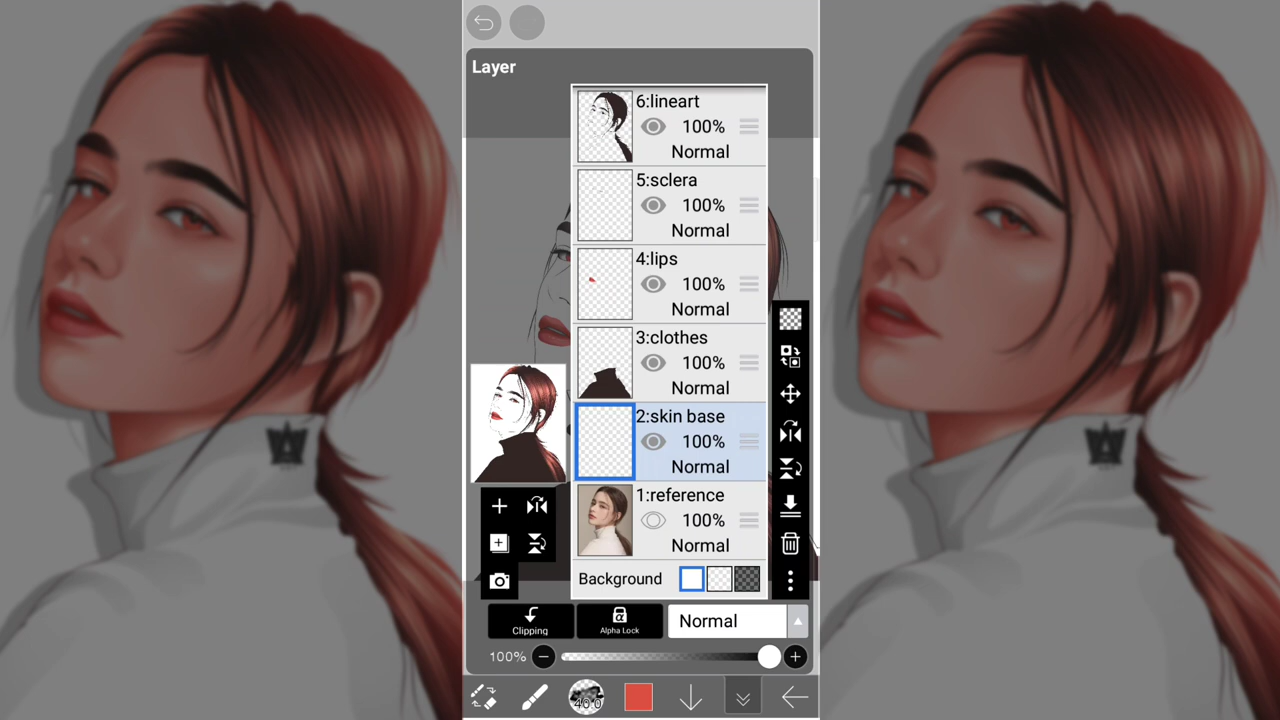 Layer
6:lineart
100%
Normal
5:sclera
100%
Normal
4:lips
100%
Normal
3:clothes
100%
Normal
2:skin base
100%
Normal
1:reference
100%
Normal
Background
Clipping
Alpha Lock
Normal
100%
40.0